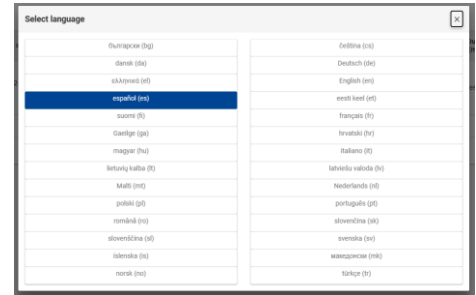 Select language
български (bg)
čeština (cs)
dansk (da)
Deutsch (de)
ελληνικά (el)
English (en)
español (es)
eesti keel (et)
suomi (fi)
français (fr)
Gaeilge (ga)
hrvatski (hr)
magyar (hu)
Italiano (it)
lietuvių kalba (lt)
latviešu valoda (lv)
Malti (mt)
Nederlands (nl)
polski (pl)
português (pt)
română (ro)
slovenčina (sk)
slovenščina (sl)
svenska (sv)
íslenska (is)
македонски (mk)
norsk (no)
türkçe (tr)